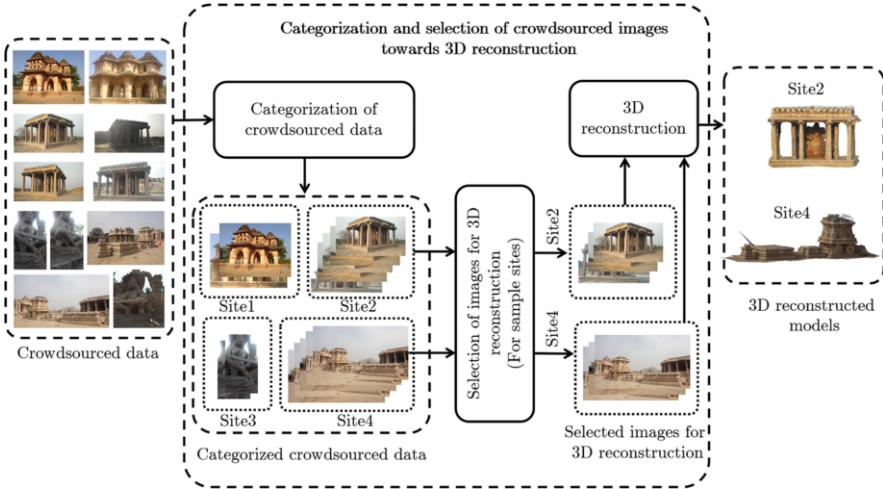 Categorization and selection of crowdsourced images
towards 3D reconstruction
Categorization of
crowdsourced data
3D
reconstruction
Site2
Site4
3D reconstructed
models
Crowdsourced data
Site1
Site2
Site3
Site4
Categorized crowdsourced data
Selection of images for 3D
reconstruction
(For sample sites)
Site2
Site4
Selected images for
3D reconstruction